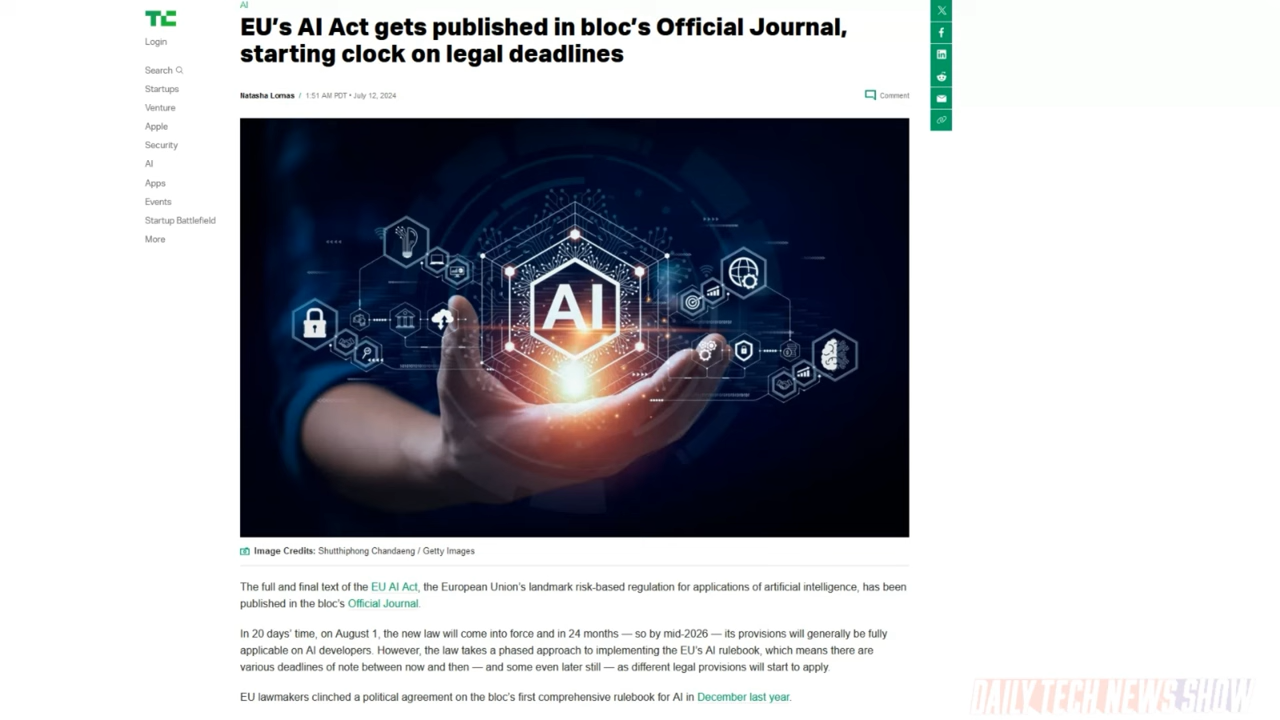 TC
Login
Search
Startups
Venture
Apple
Security
AI
Apps
Events
Startup Battlefield
More
AI
EU's AI Act gets published in bloc's Official Journal,
starting clock on legal deadlines
Natasha Lomas / 1:51 AM PDT • July 12, 2024
Comment
AI
Image Credits: Shutthiphong Chandaeng / Getty Images
The full and final text of the EU AI Act, the European Union's landmark risk-based regulation for applications of artificial intelligence, has been
published in the bloc's Official Journal.
In 20 days' time, on August 1, the new law will come into force and in 24 months — so by mid-2026 — its provisions will generally be fully
applicable on AI developers. However, the law takes a phased approach to implementing the EU's AI rulebook, which means there are
various deadlines of note between now and then — and some even later still — as different legal provisions will start to apply.
EU lawmakers clinched a political agreement on the bloc's first comprehensive rulebook for AI in December last year.
DAILY TECH NEWS SHOW